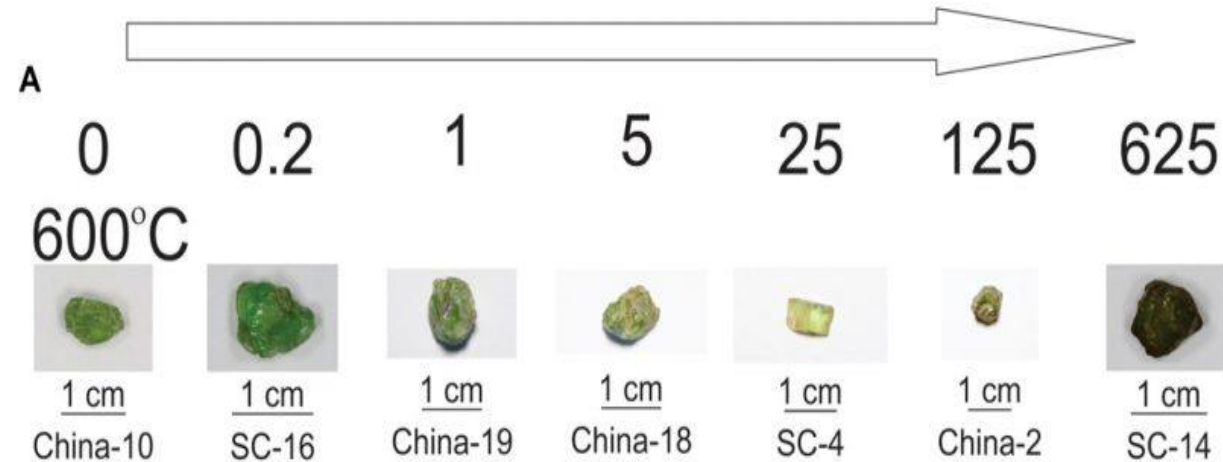 A
0 0.2 1 5 25 125 625
600°C
1 cm 1 cm 1 cm 1 cm 1 cm 1 cm 1 cm
China-10 SC-16 China-19 China-18 SC-4 China-2 SC-14